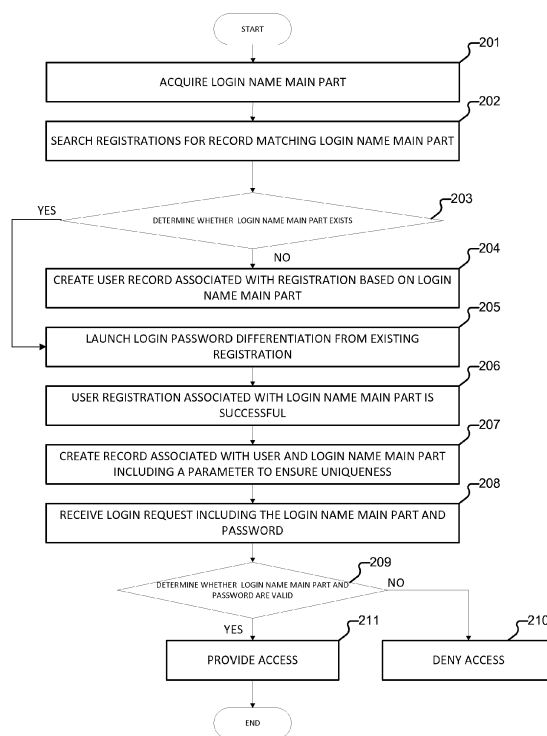 START
201
ACQUIRE LOGIN NAME MAIN PART
202
SEARCH REGISTRATIONS FOR RECORD MATCHING LOGIN NAME MAIN PART
203
YES
DETERMINE WHETHER LOGIN NAME MAIN PART EXISTS
NO
204
CREATE USER RECORD ASSOCIATED WITH REGISTRATION BASED ON LOGIN
NAME MAIN PART
205
LAUNCH LOGIN PASSWORD DIFFERENTIATION FROM EXISTING
REGISTRATION
206
USER REGISTRATION ASSOCIATED WITH LOGIN NAME MAIN PART IS
SUCCESSFUL
207
CREATE RECORD ASSOCIATED WITH USER AND LOGIN NAME MAIN PART
INCLUDING A PARAMETER TO ENSURE UNIQUENESS
208
RECEIVE LOGIN REQUEST INCLUDING THE LOGIN NAME MAIN PART AND
PASSWORD
209
DETERMINE WHETHER LOGIN NAME MAIN PART AND
PASSWORD ARE VALID
NO
YES
211
210
PROVIDE ACCESS
DENY ACCESS
END